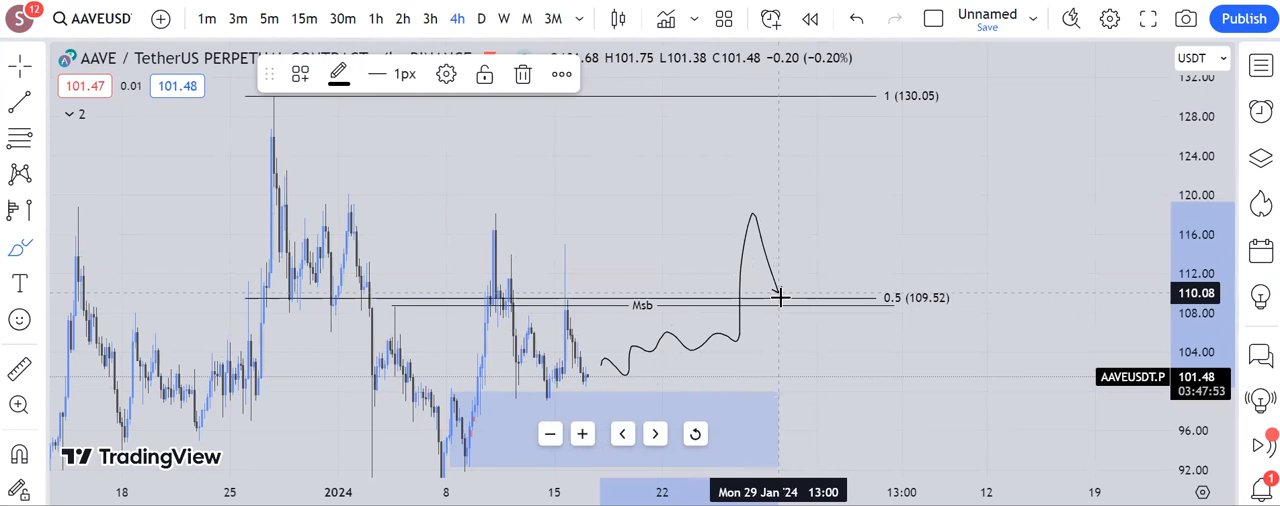 S 12 AAVEUSD 1m 3m 5m 15m 30m 1h 2h 3h 4h D W M 3M Unnamed Save Publish
AAVE / TetherUS PERPETUAL CONTRACT .68 H101.75 L101.38 C101.48 −0.20 (−0.20%) USDT
1px
101.47 0.01 101.48
2
132.00
1 (130.05)
128.00
124.00
120.00
116.00
112.00
110.08
0.5 (109.52)
Msb
108.00
104.00
AAVEUSDT.P 101.48
03:47:53
96.00
TradingView
92.00
18 25 2024 8 15 22 Mon 29 Jan '24 13:00 13:00 12 19
1